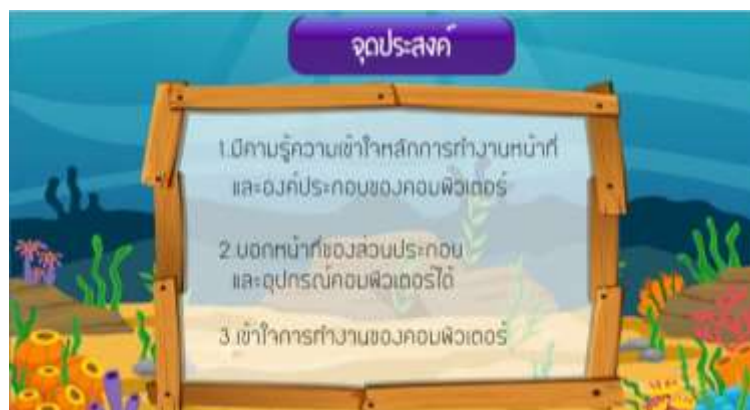 จุดประสงค์
1.มีคามรู้ความเข้าใจหลักการทำงานหน้าที่
และองค์ประกอบของคอมพิวเตอร์
2.บอกหน้าที่ของส่วนประกอบ
และอุปกรณ์คอมพิวเตอร์ได้
3.เข้าใจการทำงานของคอมพิวเตอร์